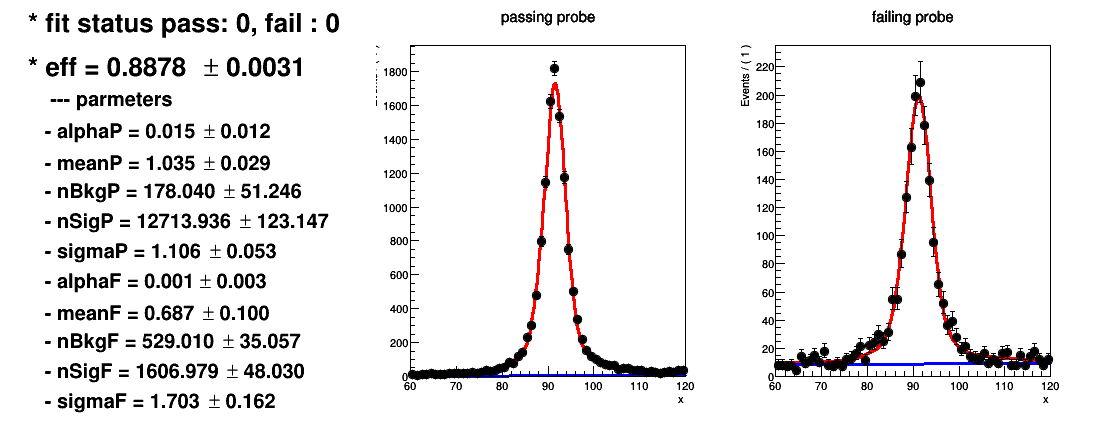 * fit status pass: 0, fail : 0
* eff = 0.8878 ± 0.0031
--- parmeters
- alphaP = 0.015 ± 0.012
- meanP = 1.035 ± 0.029
- nBkgP = 178.040 ± 51.246
- nSigP = 12713.936 ± 123.147
- sigmaP = 1.106 ± 0.053
- alphaF = 0.001 ± 0.003
- meanF = 0.687 ± 0.100
- nBkgF = 529.010 ± 35.057
- nSigF = 1606.979 ± 48.030
- sigmaF = 1.703 ± 0.162
passing probe
1800
1600
1400
1200
1000
800
600
400
200
0
60 70 80 90 100 110 120
x
failing probe
Events / ( 1 )
220
200
180
160
140
120
100
80
60
40
20
0
60 70 80 90 100 110 120
x